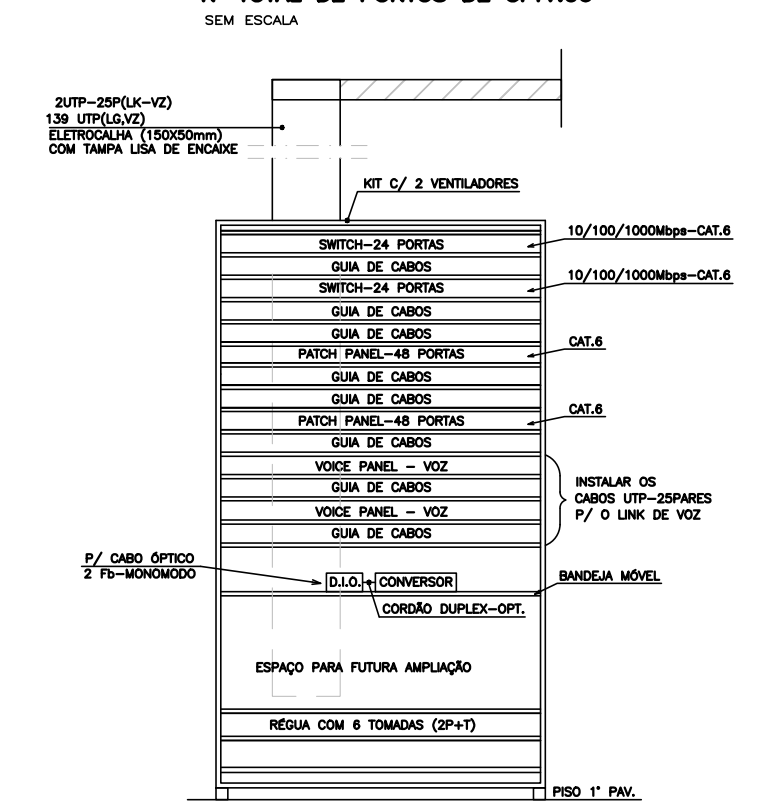 SEM ESCALA
2UTP-25P(LK-VZ)
139 UTP(LG,VZ)
ELETROCALHA (150X50mm)
COM TAMPA LISA DE ENCAIXE
KIT C/ 2 VENTILADORES
SWITCH-24 PORTAS
10/100/1000Mbps-CAT.6
GUIA DE CABOS
SWITCH-24 PORTAS
10/100/1000Mbps-CAT.6
GUIA DE CABOS
GUIA DE CABOS
PATCH PANEL-48 PORTAS
CAT.6
GUIA DE CABOS
GUIA DE CABOS
PATCH PANEL-48 PORTAS
CAT.6
GUIA DE CABOS
VOICE PANEL - VOZ
GUIA DE CABOS
VOICE PANEL - VOZ
GUIA DE CABOS
INSTALAR OS
CABOS UTP-25PARES
P/ O LINK DE VOZ
P/ CABO ÓPTICO
2 Fb-MONOMODO
D.I.O.
CONVERSOR
BANDEJA MÓVEL
CORDÃO DUPLEX-OPT.
ESPAÇO PARA FUTURA AMPLIAÇÃO
RÉGUA COM 6 TOMADAS (2P+T)
PISO 1° PAV.